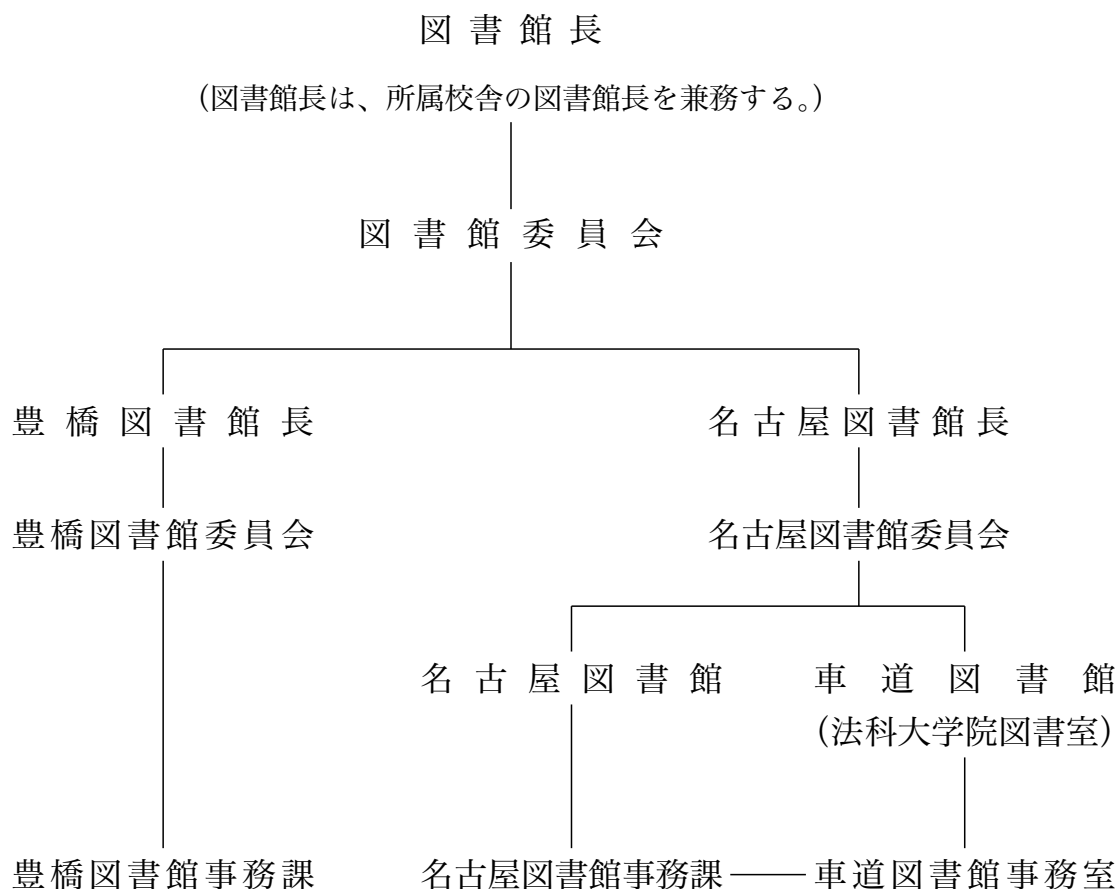 図書館長
（図書館長は、所属校舎の図書館長を兼務する。）
図書館委員会
豊橋図書館長
名古屋図書館長
豊橋図書館委員会
名古屋図書館委員会
名古屋図書館
車道図書館
（法科大学院図書室）
豊橋図書館事務課
名古屋図書館事務課
車道図書館事務室